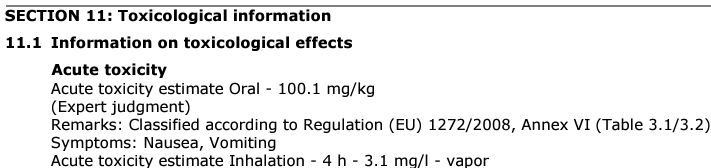 SECTION 11: Toxicological information
11.1 Information on toxicological effects
Acute toxicity
Acute toxicity estimate Oral - 100.1 mg/kg
(Expert judgment)
Remarks: Classified according to Regulation (EU) 1272/2008, Annex VI (Table 3.1/3.2)
Symptoms: Nausea, Vomiting
Acute toxicity estimate Inhalation - 4 h - 3.1 mg/l - vapor